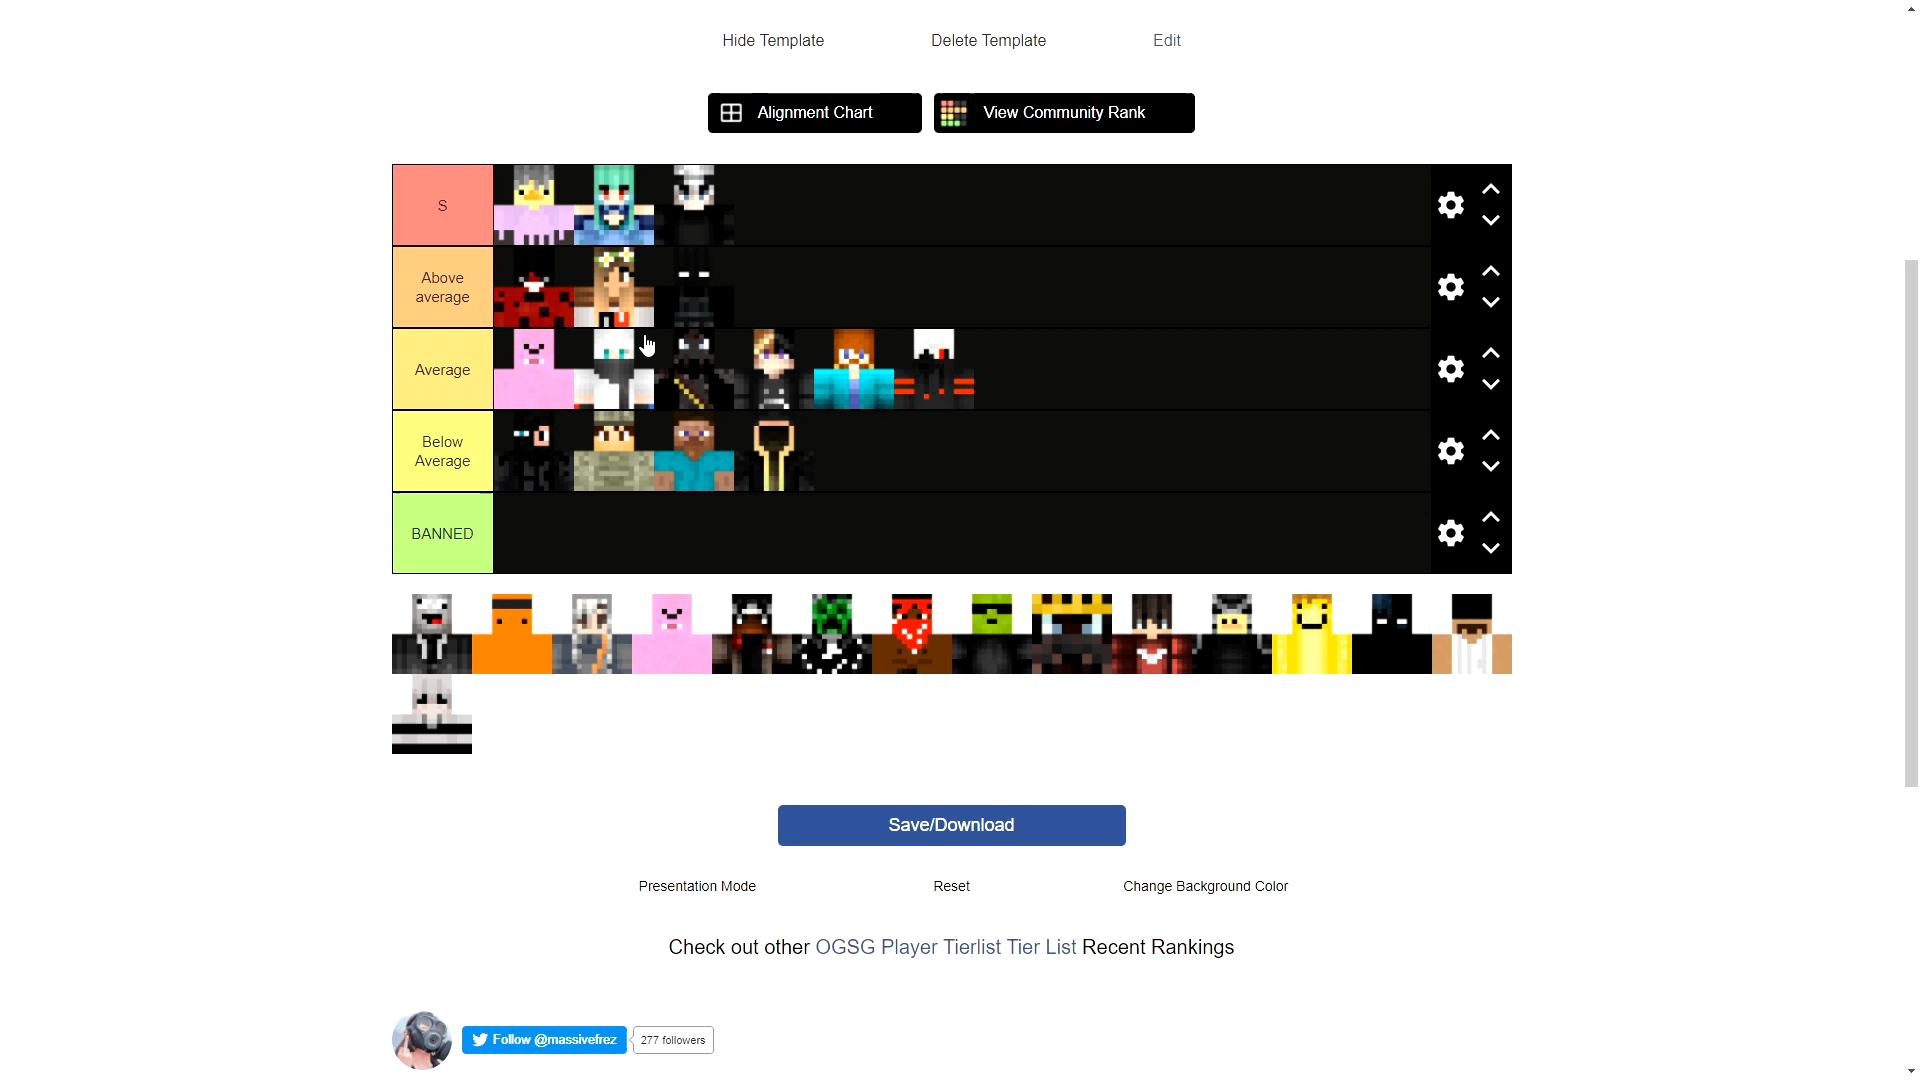 Hide Template
Delete Template
Edit
Alignment Chart
View Community Rank
S
Above
average
Average
Below
Average
BANNED
Save/Download
Presentation Mode
Reset
Change Background Color
Check out other OGSG Player Tierlist Tier List Recent Rankings
Follow @massivefrez
277 followers